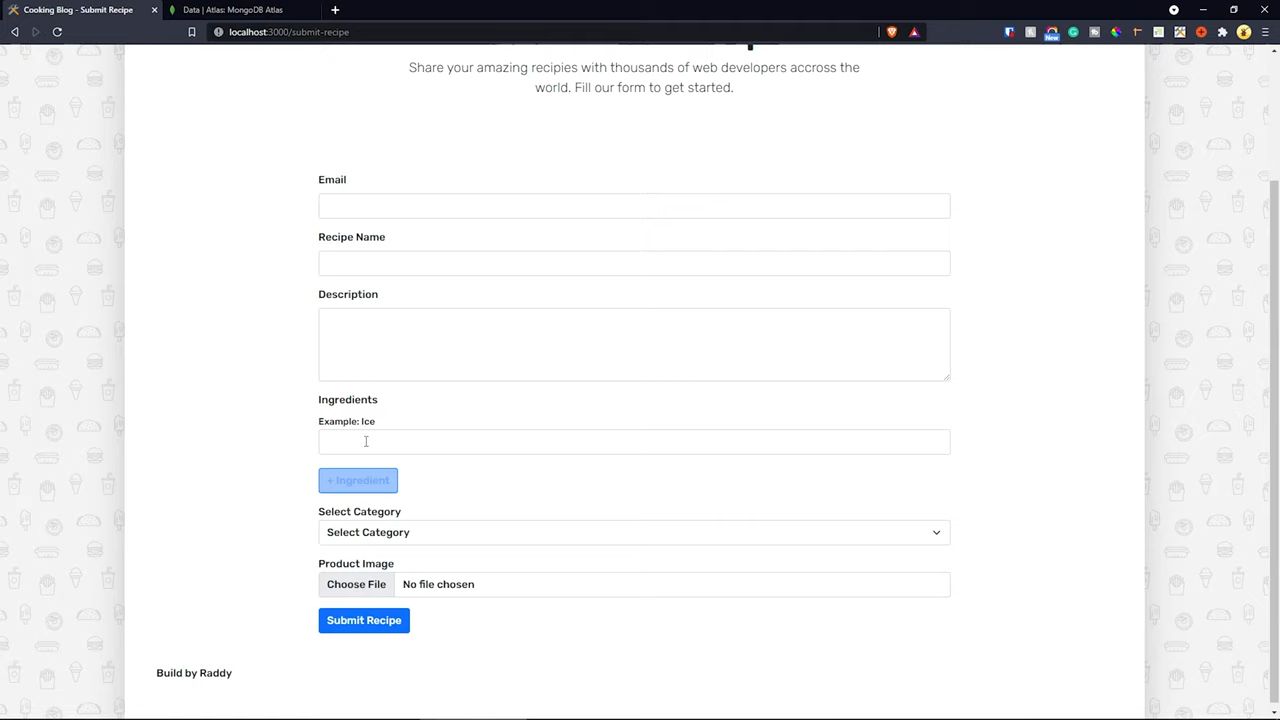 Cooking Blog - Submit Recipe
Data | Atlas: MongoDB Atlas
localhost:3000/submit-recipe
New
Share your amazing recipies with thousands of web developers accross the
world. Fill our form to get started.
Email
Recipe Name
Description
Ingredients
Example: Ice
+ Ingredient
Select Category
Select Category
Product Image
Choose File No file chosen
Submit Recipe
Build by Raddy